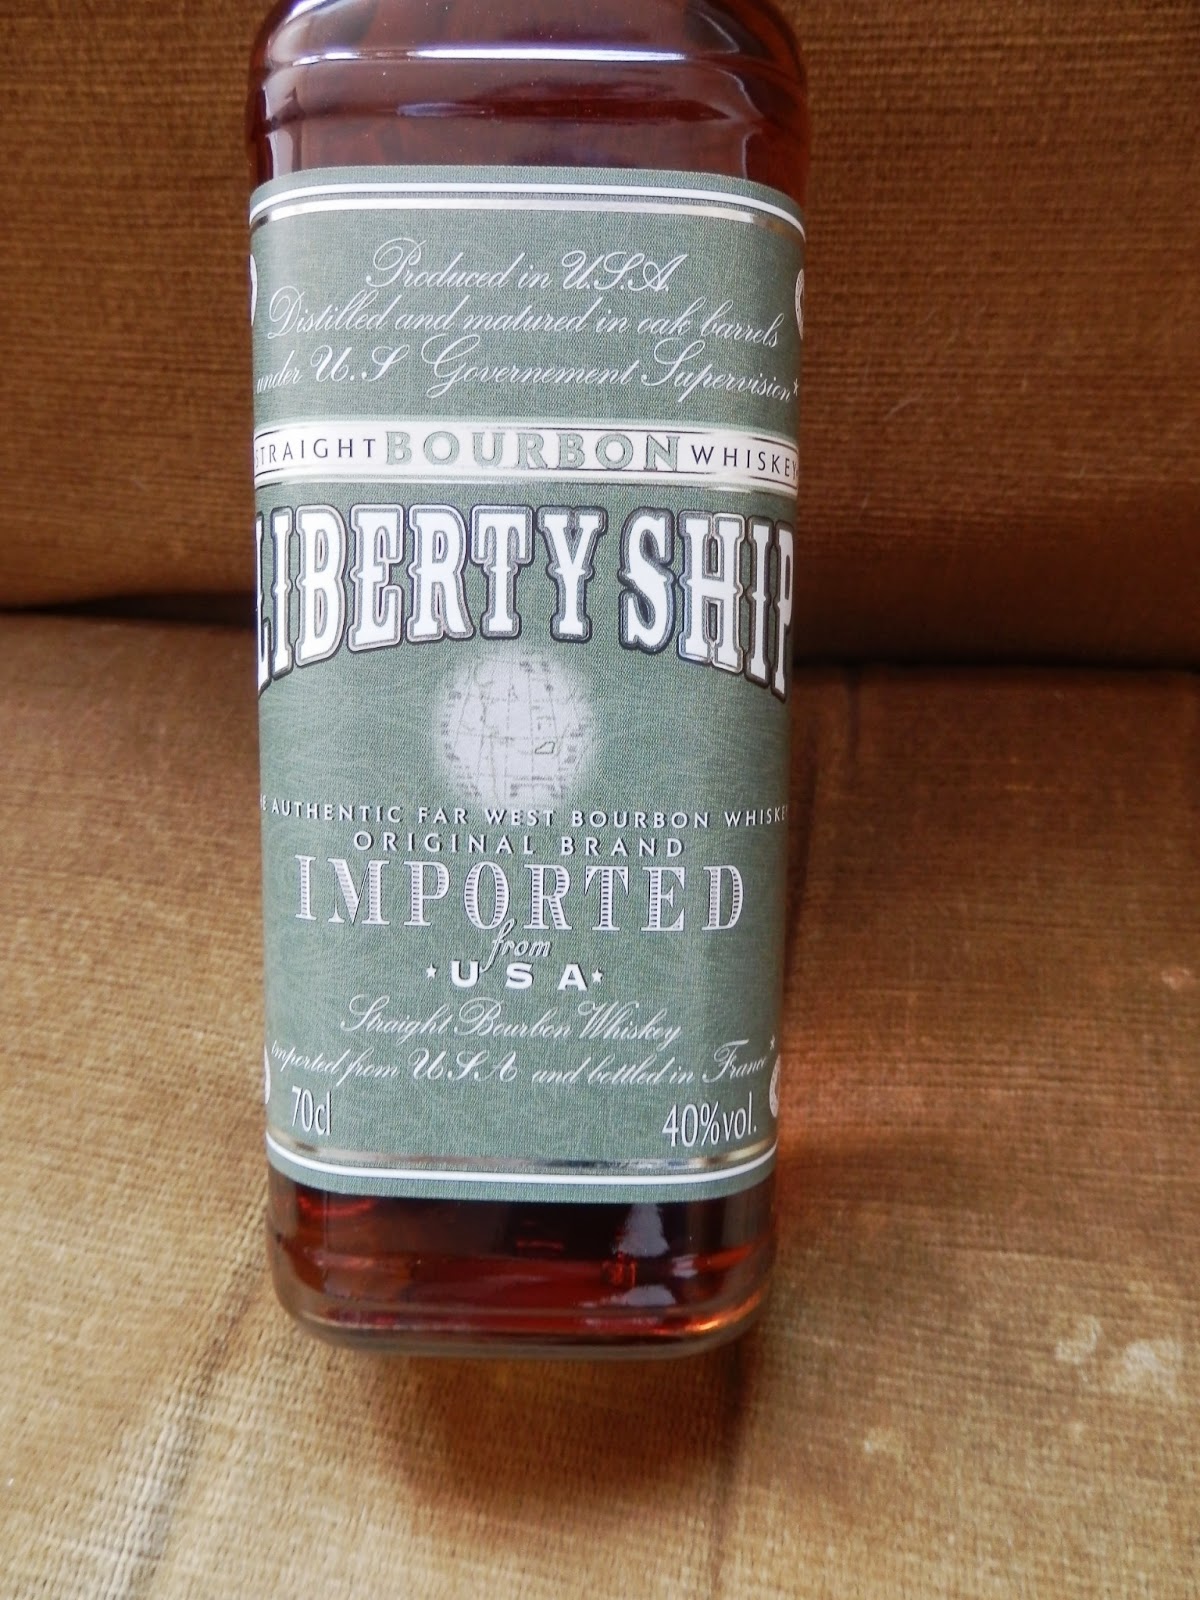 Produced in U.S.A.
Distilled and matured in oak barrels
under U.S Governement Supervision
STRAIGHT BOURBON WHISKEY
LIBERTY SHIP
AUTHENTIC FAR WEST BOURBON WHISKEY
ORIGINAL BRAND
IMPORTED
from
USA
Straight Bourbon Whiskey
imported from USA and bottled in France
70cl 40%vol.